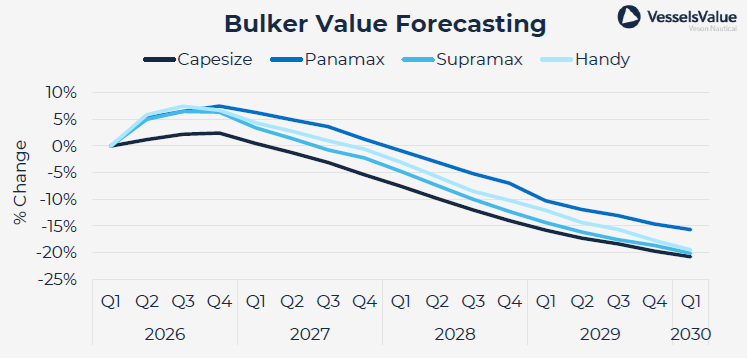 Bulker Value Forecasting
VesselsValue
Veson Nautical
Capesize Panamax Supramax Handy
10%
5%
0%
-5%
-10%
-15%
-20%
-25%
% Change
Q1 Q2 Q3 Q4 Q1 Q2 Q3 Q4 Q1 Q2 Q3 Q4 Q1 Q2 Q3 Q4 Q1
2026 2027 2028 2029 2030